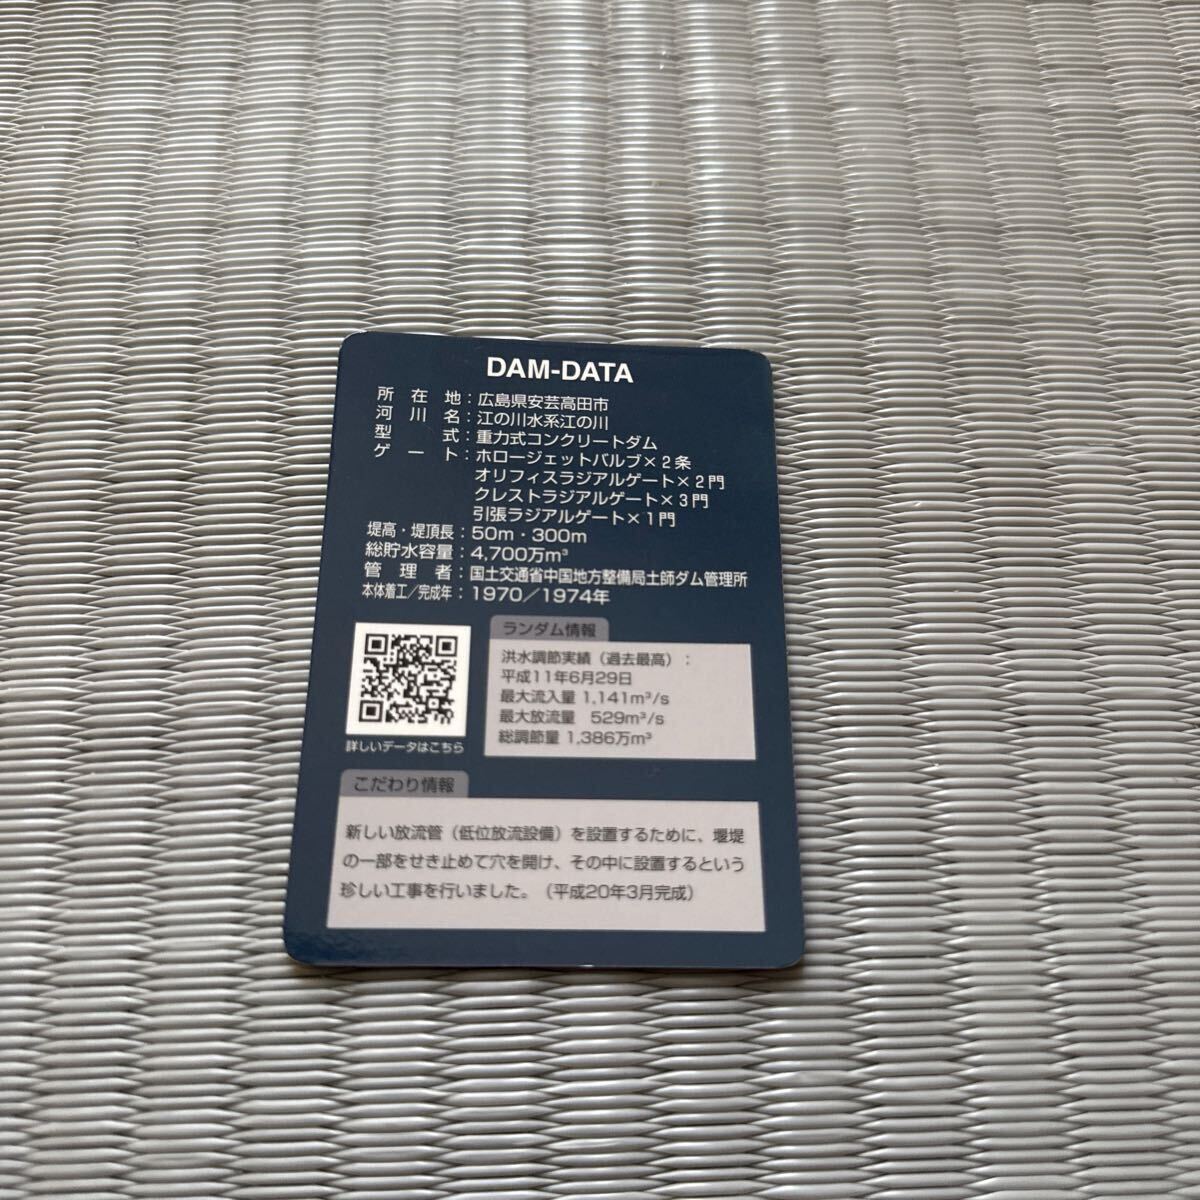 DAM-DATA
所在地：広島県安芸高田市
河川名：江の川水系江の川
型式：重力式コンクリートダム
ゲート：ホロージェットバルブ×2条
オリフィスラジアルゲート×2門
クレストラジアルゲート×3門
引張ラジアルゲート×1門
堤高・堤頂長：50m・300m
総貯水容量：4,700万m³
管理者：国土交通省中国地方整備局土師ダム管理所
本体着工／完成年：1970／1974年
ランダム情報
洪水調節実績（過去最高）：
平成11年6月29日
最大流入量 1,141m³/s
最大放流量 529m³/s
総調節量 1,386万m³
詳しいデータはこちら
こだわり情報
新しい放流管（低位放流設備）を設置するために、堰堤
の一部をせき止めて穴を開け、その中に設置するという
珍しい工事を行いました。（平成20年3月完成）